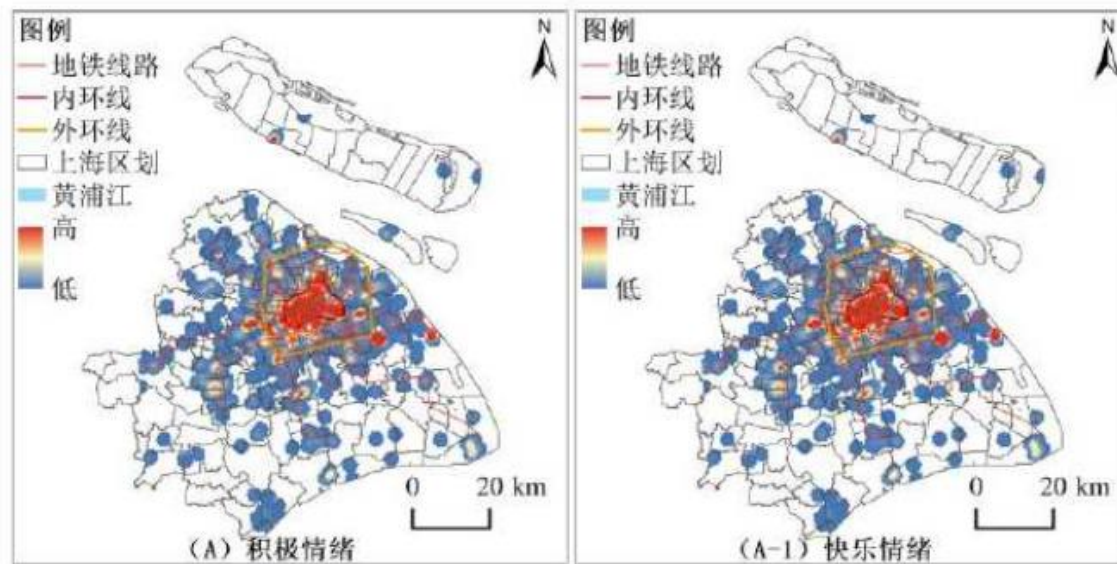 图例
N
地铁线路
内环线
外环线
上海区划
黄浦江
高
低
0 20 km
(A) 积极情绪
图例
N
地铁线路
内环线
外环线
上海区划
黄浦江
高
低
0 20 km
(A-1) 快乐情绪